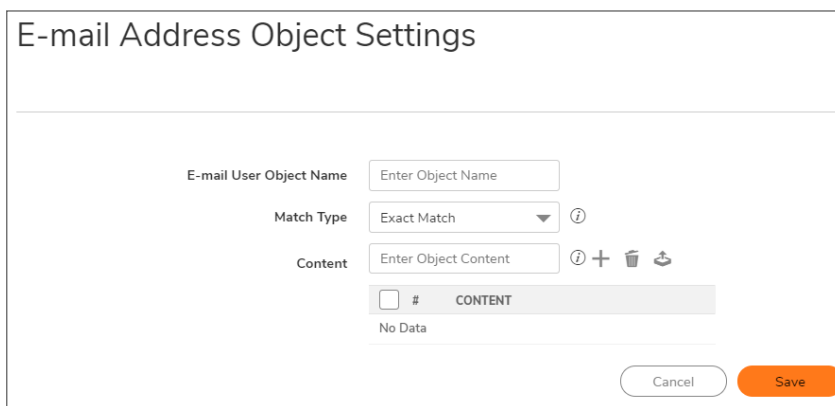 E-mail Address Object Settings
E-mail User Object Name Enter Object Name
Match Type Exact Match
Content Enter Object Content
# CONTENT
No Data
Cancel Save